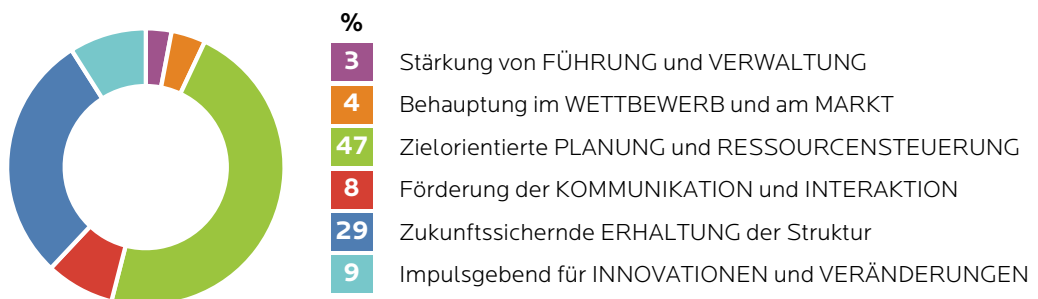 %
3 Stärkung von FÜHRUNG und VERWALTUNG
4 Behauptung im WETTBEWERB und am MARKT
47 Zielorientierte PLANUNG und RESSOURCENSTEUERUNG
8 Förderung der KOMMUNIKATION und INTERAKTION
29 Zukunftssichernde ERHALTUNG der Struktur
9 Impulsgebend für INNOVATIONEN und VERÄNDERUNGEN